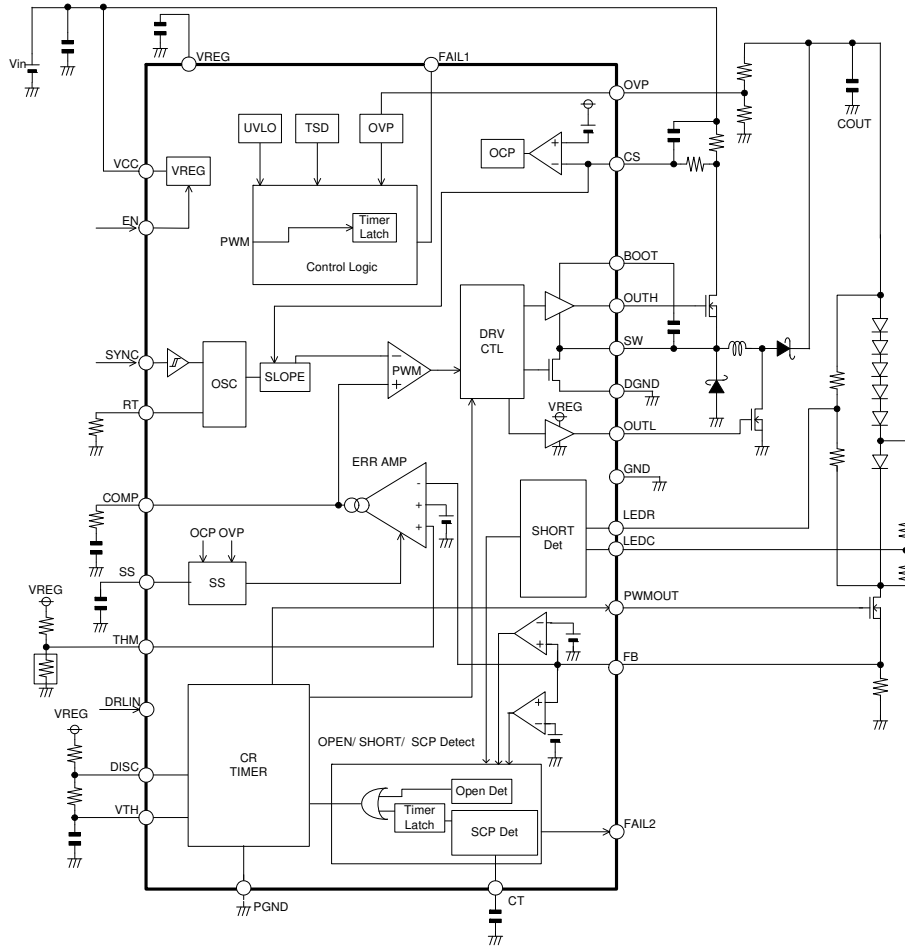 Vin
VREG
FAIL1
OVP
COUT
UVLO
TSD
OVP
OCP
+
−
CS
VCC
VREG
EN
PWM
Timer
Latch
Control Logic
BOOT
OUTH
SW
DGND
DRV
CTL
SYNC
OSC
SLOPE
−
PWM
+
RT
VREG
OUTL
GND
ERR AMP
-
+
+
COMP
LEDR
LEDC
SHORT
Det
OCP OVP
SS
SS
PWMOUT
VREG
THM
−
+
FB
DRLIN
+
−
VREG
OPEN/ SHORT/ SCP Detect
CR
TIMER
DISC
VTH
Open Det
Timer
Latch
SCP Det
FAIL2
PGND
CT